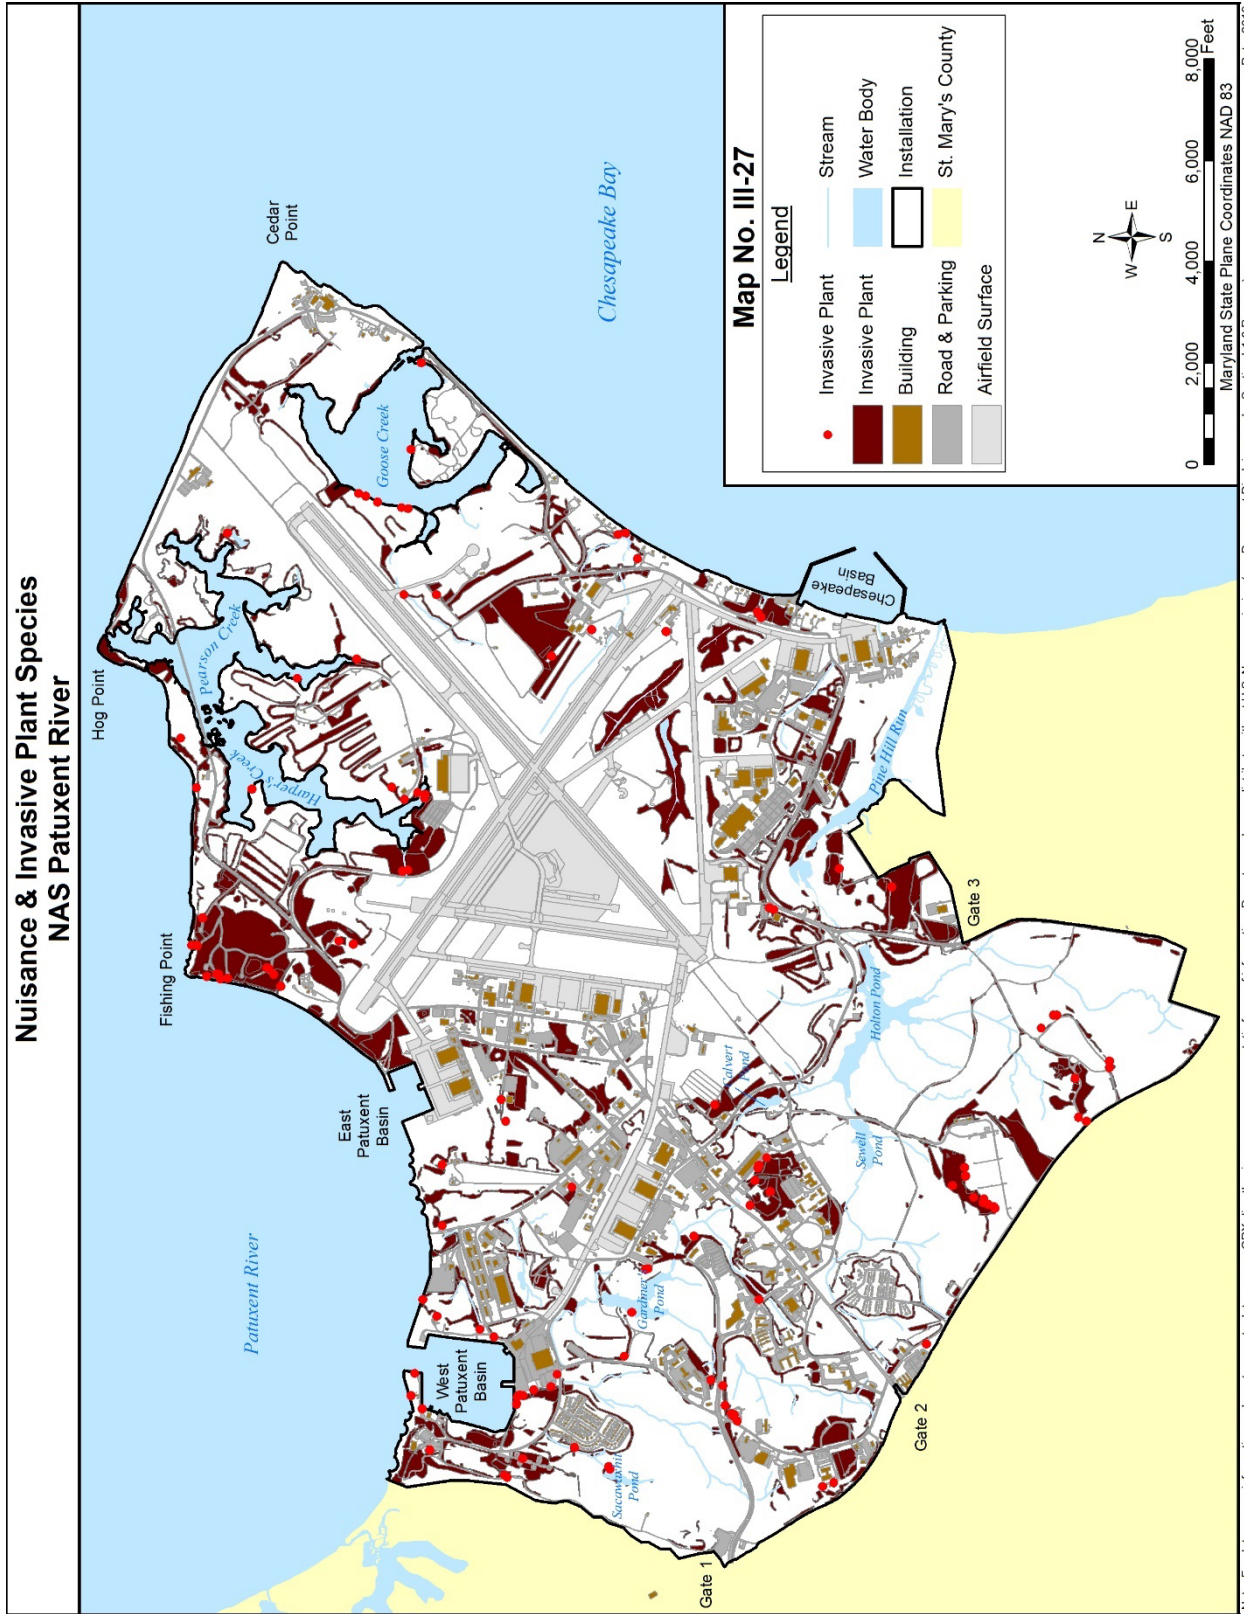 Nuisance & Invasive Plant Species
NAS Patuxent River
Hog Point
Cedar
Point
Fishing Point
Pearson Creek
Harper's Creek
Goose Creek
Chesapeake Bay
Patuxent River
East
Patuxent
Basin
West
Patuxent
Basin
Chesapeake
Basin
Pine Hill Run
Calvert
Pond
Holton Pond
Sewell
Pond
Gardiner
Pond
Pond
Gate 1
Gate 2
Gate 3
Map No. III-27
Legend
Invasive Plant
Invasive Plant
Building
Road & Parking
Airfield Surface
Stream
Water Body
Installation
St. Mary's County
N
W E
S
0 2,000 4,000 6,000 8,000
Feet
Maryland State Plane Coordinates NAD 83